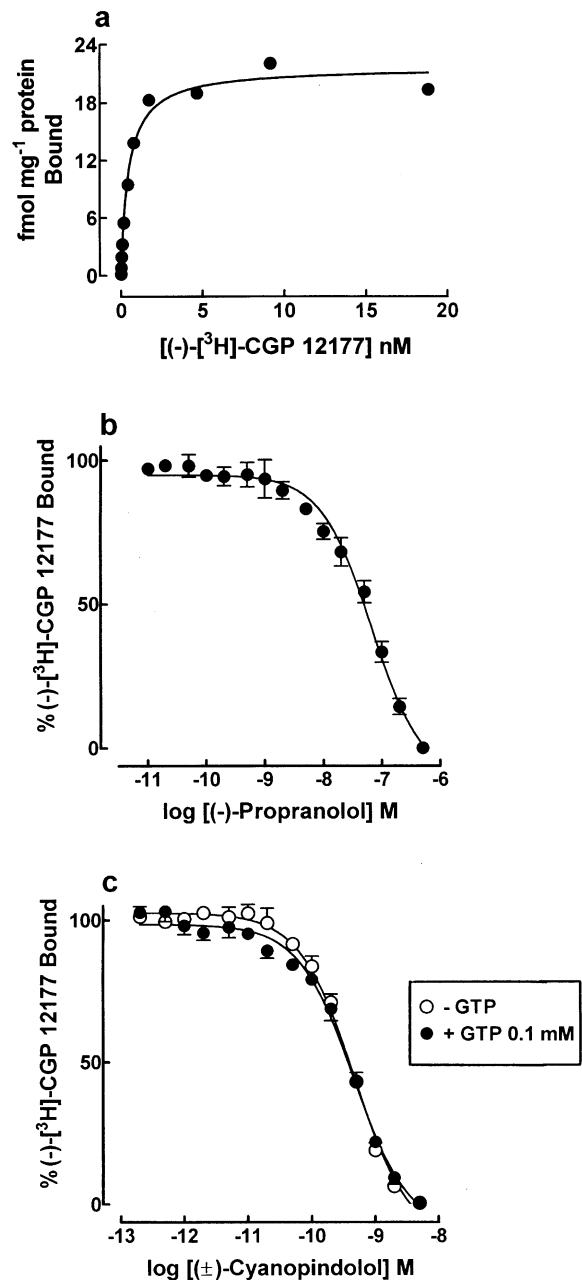 a
24
18
12
6
0
fmol mg⁻¹ protein
Bound
0 5 10 15 20
[(-)-[³H]-CGP 12177] nM
b
100
50
0
%(-)-[³H]-CGP 12177 Bound
-11 -10 -9 -8 -7 -6
log [(-)-Propranolol] M
c
100
50
0
%(-)-[³H]-CGP 12177 Bound
- GTP
+ GTP 0.1 mM
-13 -12 -11 -10 -9 -8
log [(±)-Cyanopindolol] M